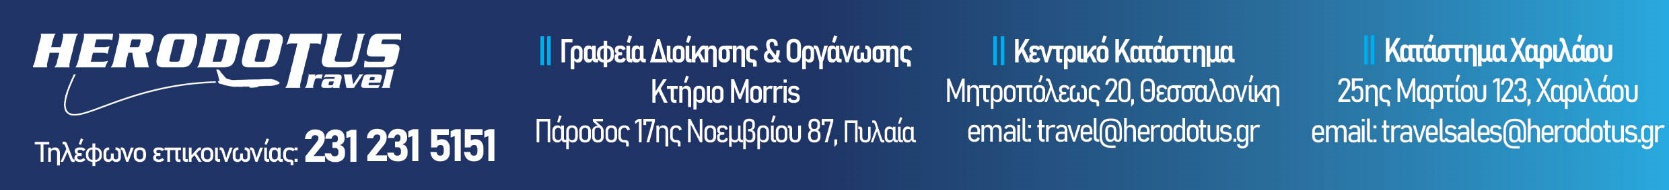 HERODOTUS
Travel
Τηλέφωνο επικοινωνίας: 231 231 5151
|| Γραφεία Διοίκησης & Οργάνωσης
Κτήριο Morris
Πάροδος 17ης Νοεμβρίου 87, Πυλαία
|| Κεντρικό Κατάστημα
Μητροπόλεως 20, Θεσσαλονίκη
email: travel@herodotus.gr
|| Κατάστημα Χαριλάου
25ης Μαρτίου 123, Χαριλάου
email: travelsales@herodotus.gr